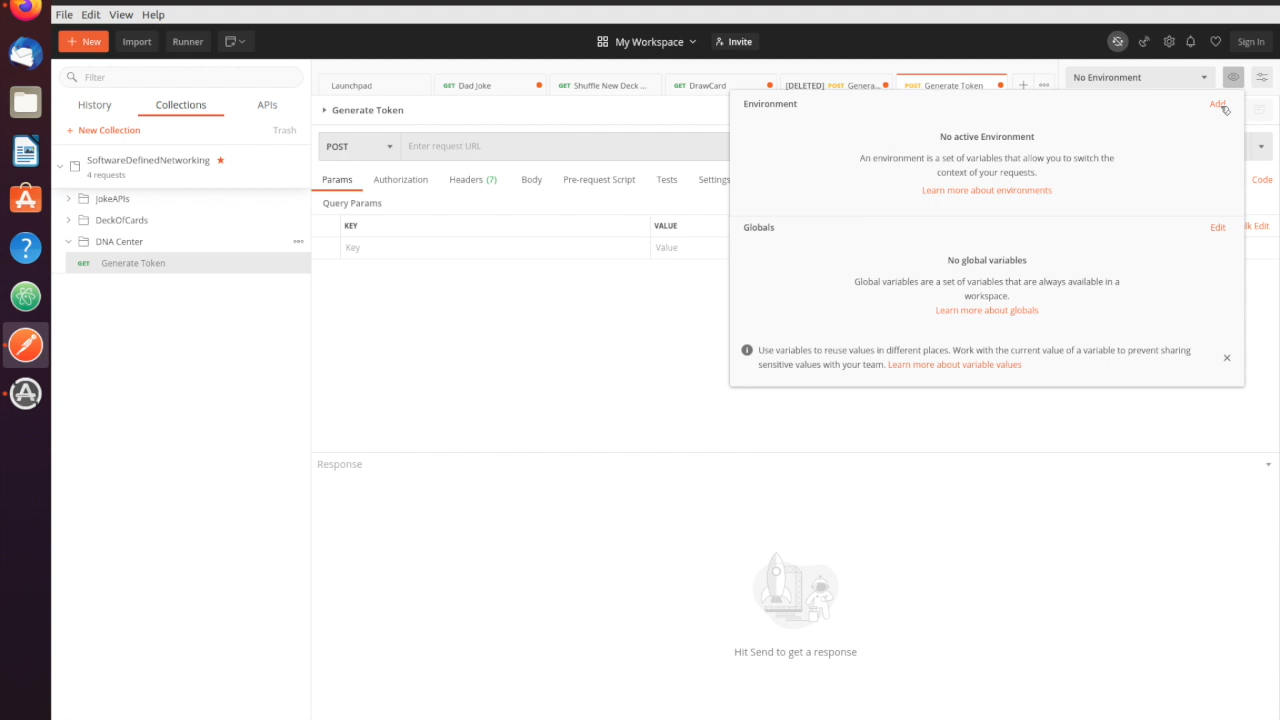 File Edit View Help
New Import Runner My Workspace Invite Sign In
Filter
History Collections APIs
+ New Collection Trash
SoftwareDefinedNetworking
4 requests
JokeAPIs
DeckOfCards
DNA Center
GET Generate Token
Launchpad GET Dad Joke GET Shuffle New Deck ... GET DrawCard [DELETED] POST Genera... POST Generate Token No Environment
Generate Token
POST Enter request URL
Params Authorization Headers (7) Body Pre-request Script Tests Settings Code
Query Params
KEY VALUE lk Edit
Key Value
Environment Add
No active Environment
An environment is a set of variables that allow you to switch the
context of your requests.
Learn more about environments
Globals Edit
No global variables
Global variables are a set of variables that are always available in a
workspace.
Learn more about globals
Use variables to reuse values in different places. Work with the current value of a variable to prevent sharing
sensitive values with your team. Learn more about variable values
Response
Hit Send to get a response